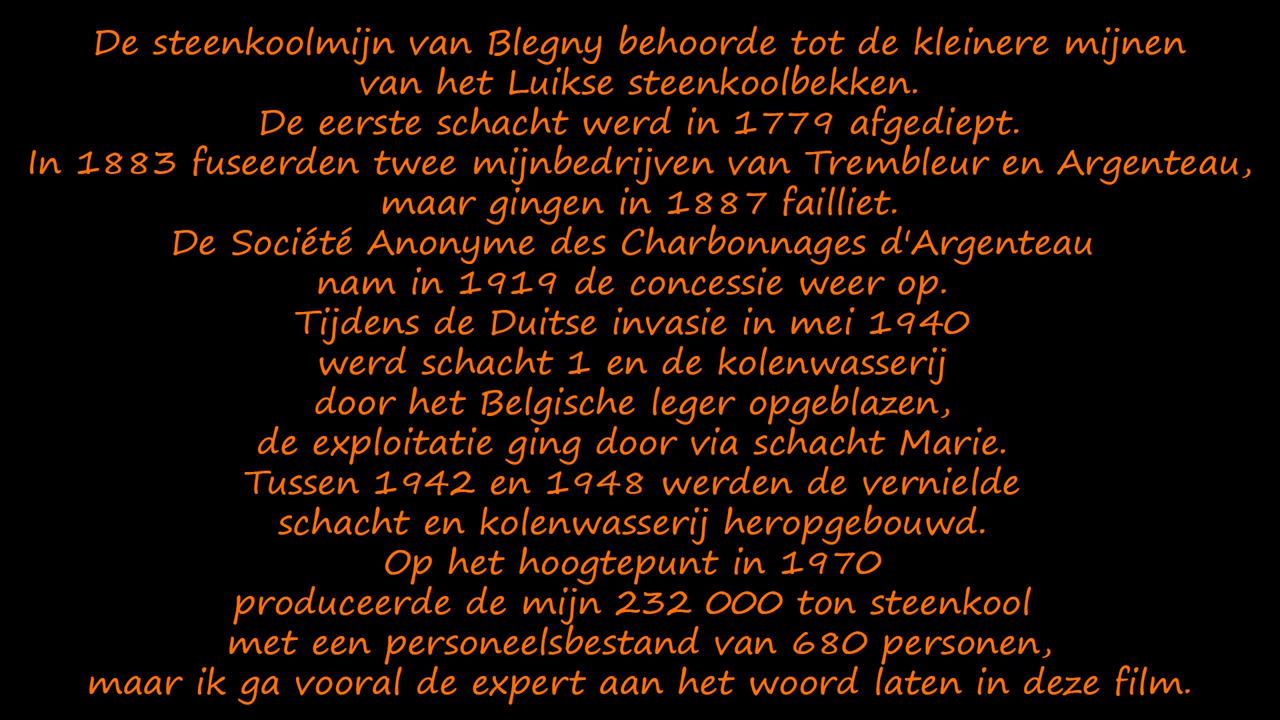 De steenkoolmijn van Blegny behoorde tot de kleinere mijnen
van het Luikse steenkoolbekken.
De eerste schacht werd in 1779 afgediept.
In 1883 fuseerden twee mijnbedrijven van Trembleur en Argenteau,
maar gingen in 1887 failliet.
De Société Anonyme des Charbonnages d'Argenteau
nam in 1919 de concessie weer op.
Tijdens de Duitse invasie in mei 1940
werd schacht 1 en de kolenwasserij
door het Belgische leger opgeblazen,
de exploitatie ging door via schacht Marie.
Tussen 1942 en 1948 werden de vernielde
schacht en kolenwasserij heropgebouwd.
Op het hoogtepunt in 1970
produceerde de mijn 232 000 ton steenkool
met een personeelsbestand van 680 personen,
maar ik ga vooral de expert aan het woord laten in deze film.